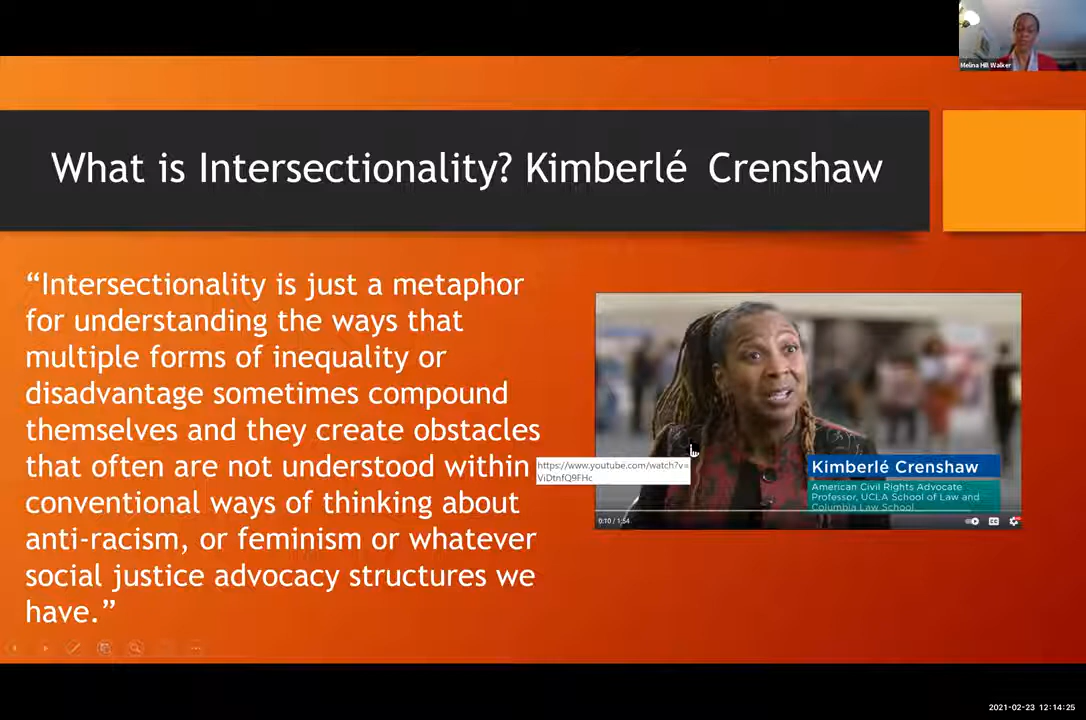 Melina Hill Walker
What is Intersectionality? Kimberlé Crenshaw
“Intersectionality is just a metaphor
for understanding the ways that
multiple forms of inequality or
disadvantage sometimes compound
themselves and they create obstacles
that often are not understood within
conventional ways of thinking about
anti-racism, or feminism or whatever
social justice advocacy structures we
have.”
https://www.youtube.com/watch?v=
ViDtnfQ9FHc
Kimberlé Crenshaw
American Civil Rights Advocate
Professor, UCLA School of Law and
Columbia Law School
0:10 / 1:54
CC
2021-02-23 12:14:25